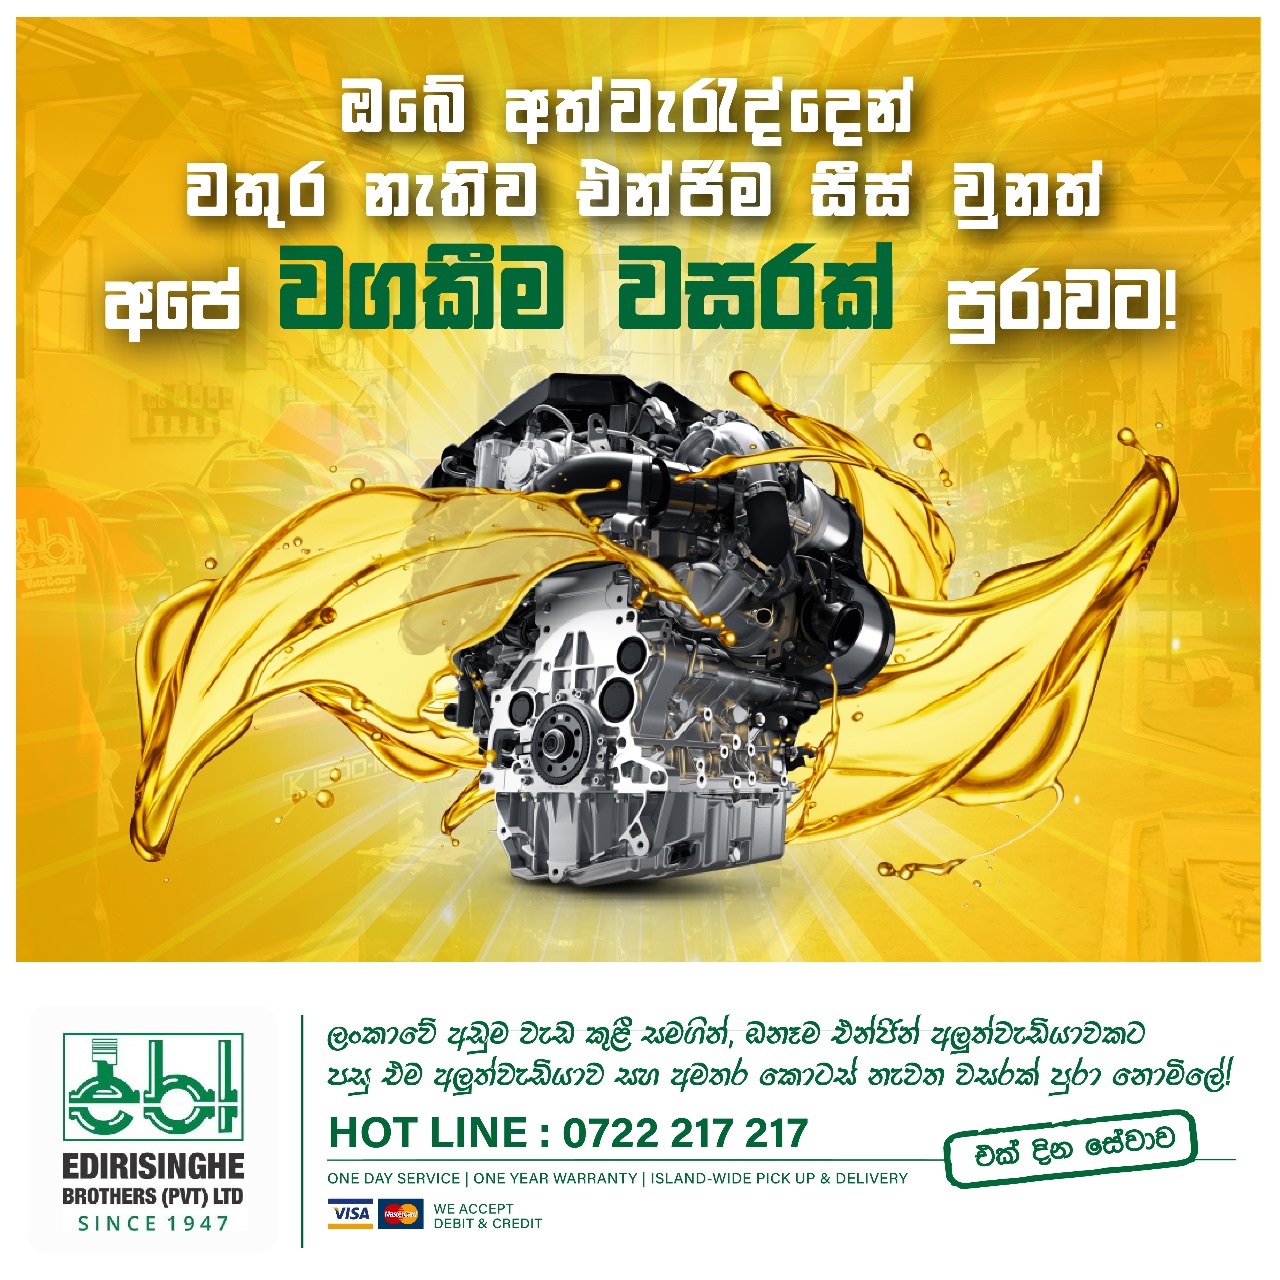 ඔබේ අත්වැරැද්දෙන්
වතුර නැතිව එන්ජිම සීස් වුනත්
අපේ වගකීම වසරක් පුරාවට!
ලංකාවේ අඩුම වැඩ කුළී සමගින්, ඔනෑම එන්ජින් අලුත්වැඩියාවකට
පසු එම අලුත්වැඩියාව සහ අමතර කොටස් නැවත වසරක් පුරා නොමිලේ!
HOT LINE : 0722 217 217
එක් දින සේවාව
ONE DAY SERVICE | ONE YEAR WARRANTY | ISLAND-WIDE PICK UP & DELIVERY
VISA MasterCard
WE ACCEPT
DEBIT & CREDIT
ebl
EDIRISINGHE
BROTHERS (PVT) LTD
SINCE 1947